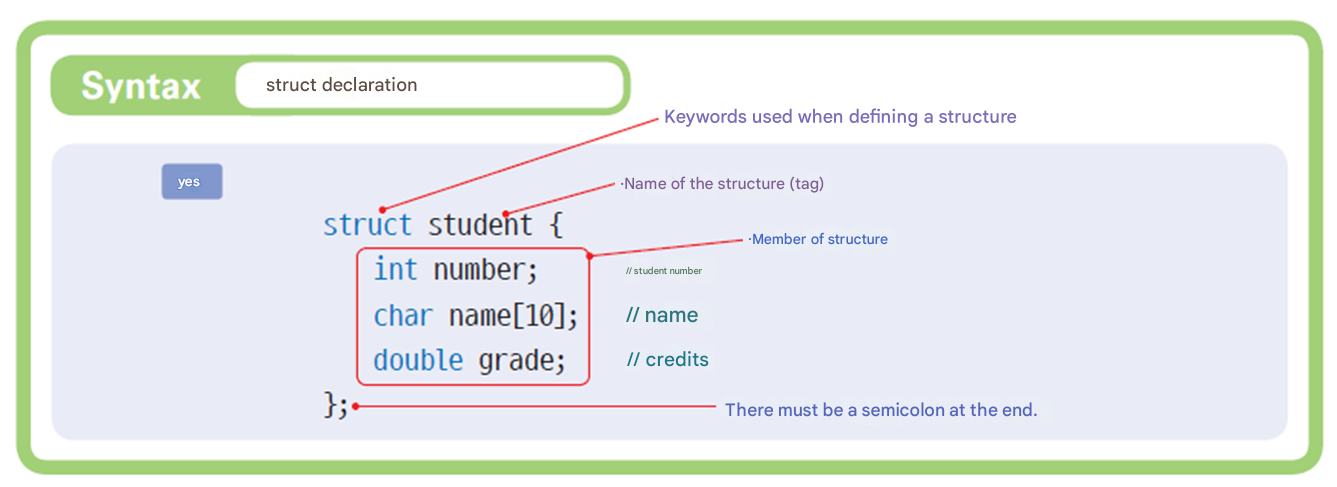 Syntax
struct declaration
Keywords used when defining a structure
yes
·Name of the structure (tag)
struct student {
·Member of structure
int number; // student number
char name[10]; // name
double grade; // credits
};
There must be a semicolon at the end.